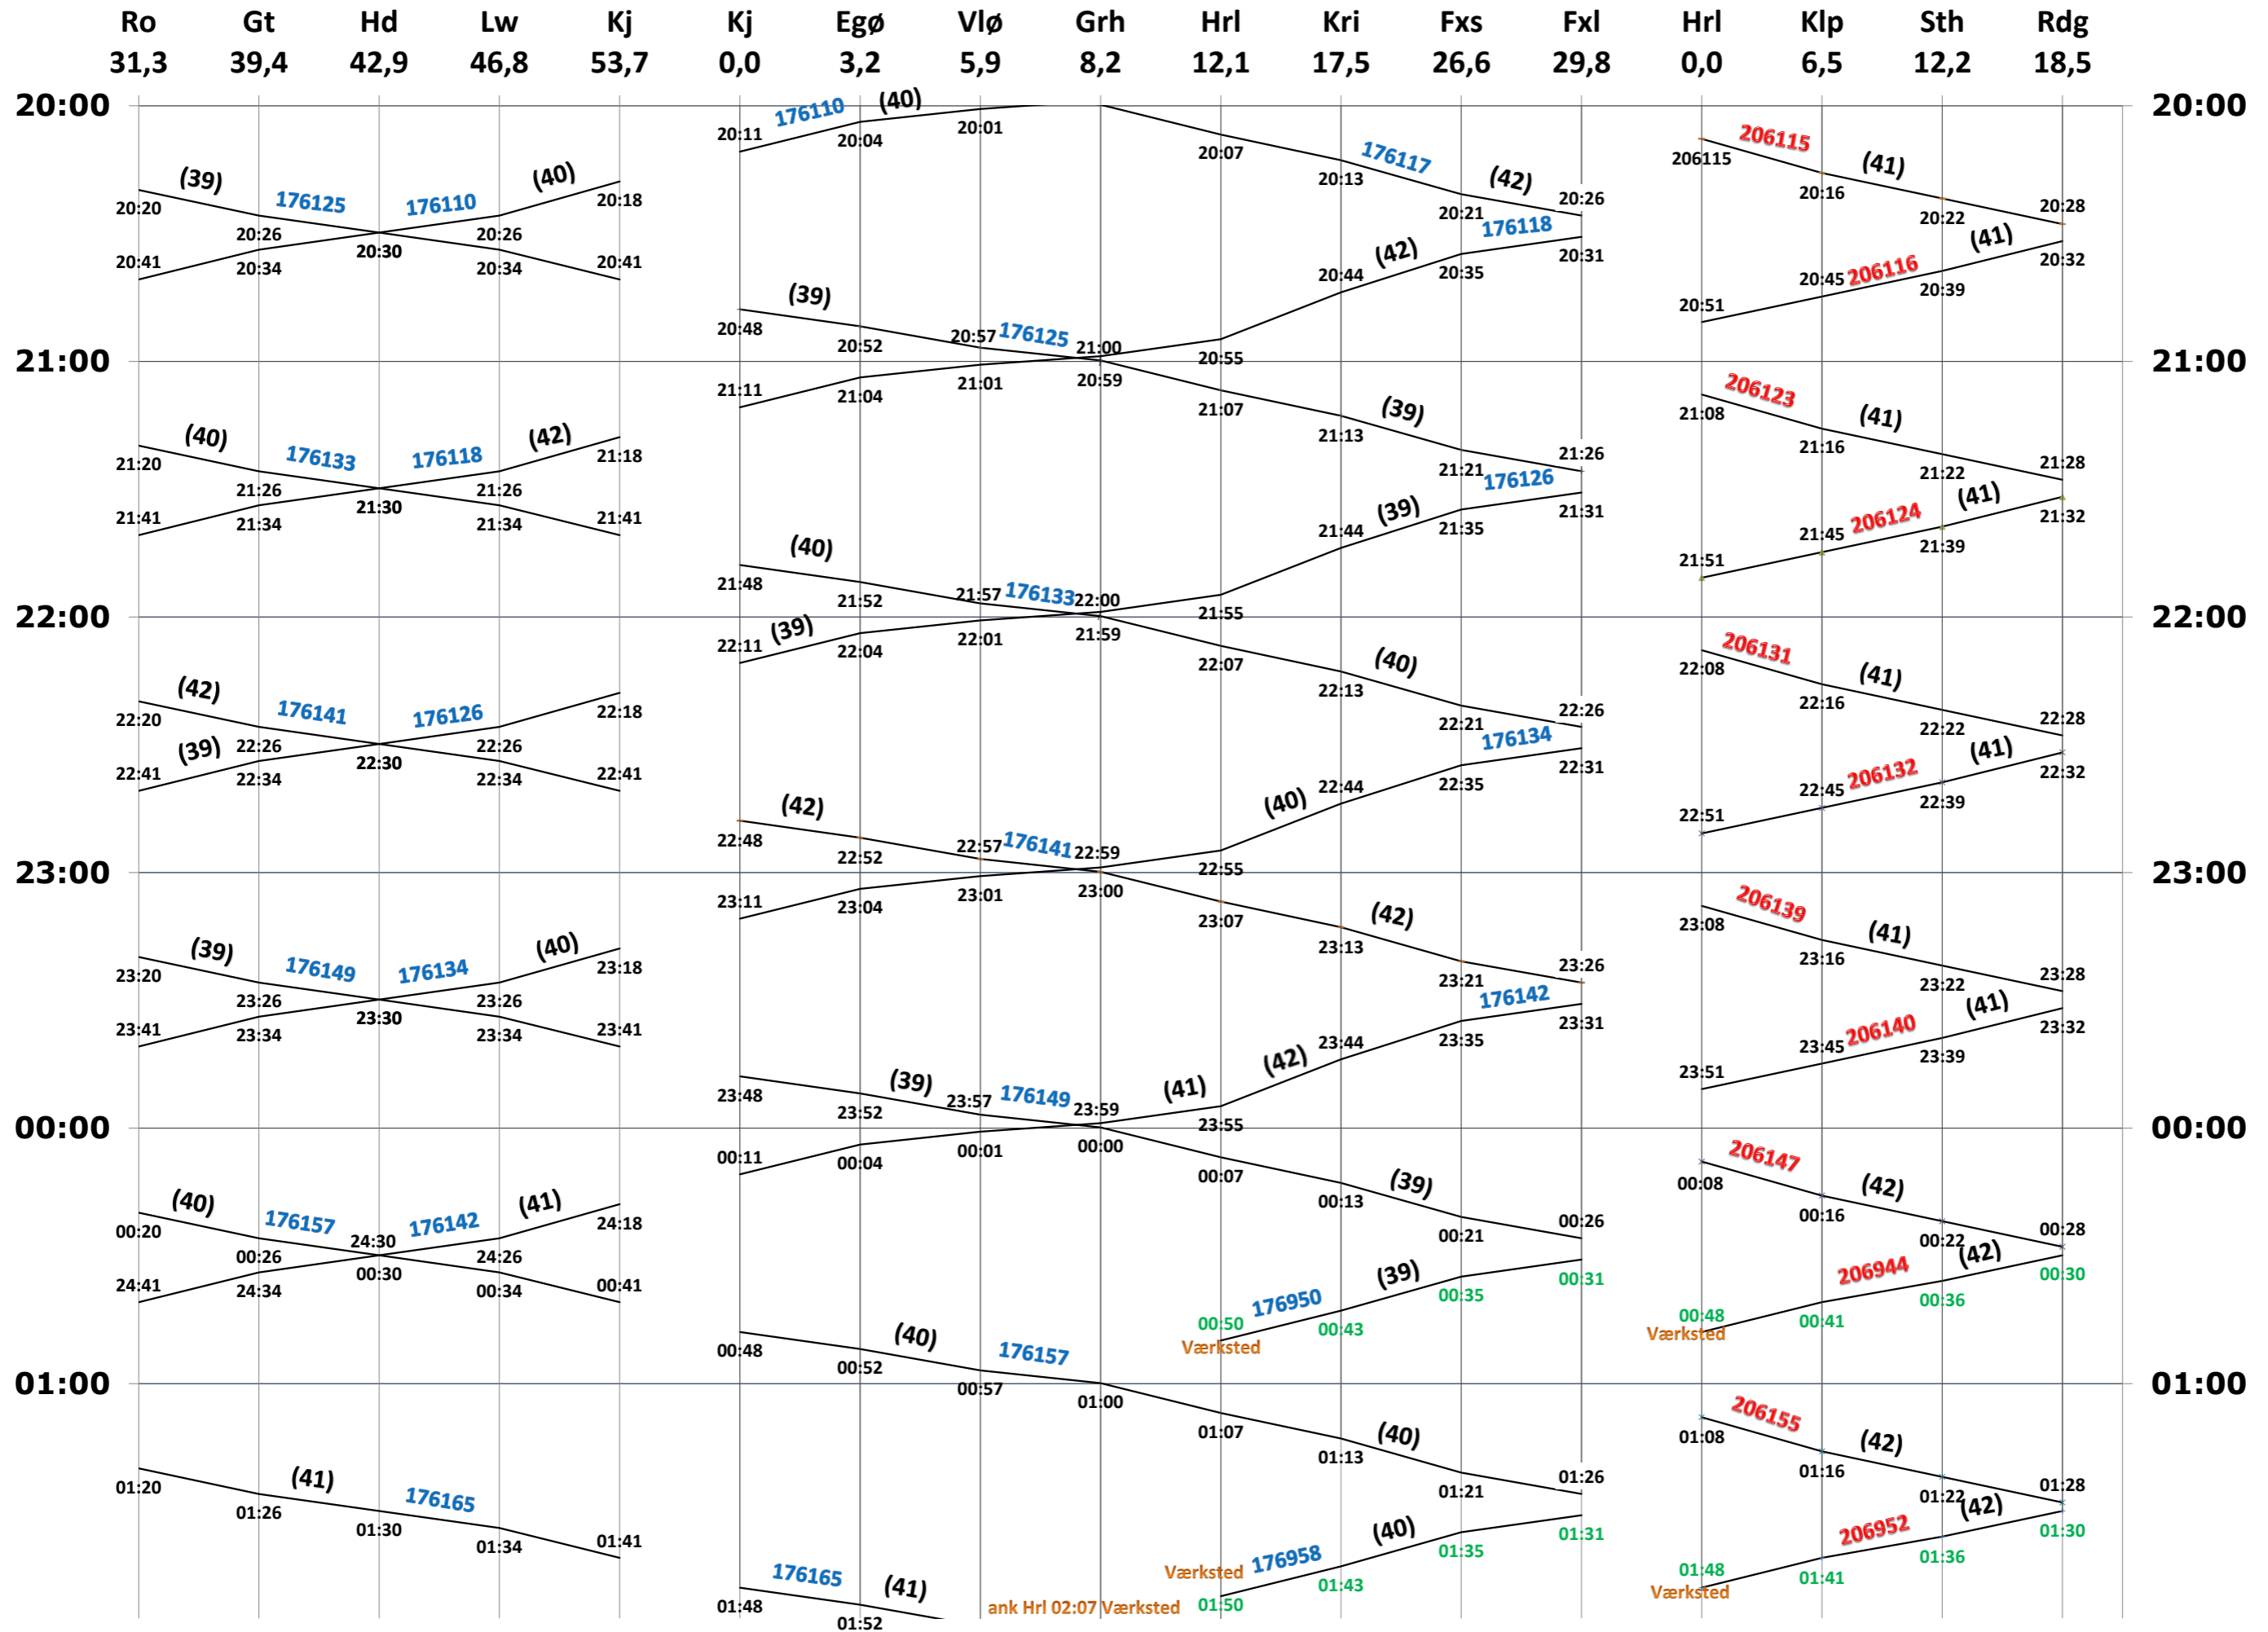 Ro Gt Hd Lw Kj Kj Egø Vlø Grh Hrl Kri Fxs Fxl Hrl Klp Sth Rdg
31,3 39,4 42,9 46,8 53,7 0,0 3,2 5,9 8,2 12,1 17,5 26,6 29,8 0,0 6,5 12,2 18,5
20:00 176110 (40) 20:00
20:11 20:04 20:01 20:07 176117 206115 206115 (41)
(39) 176125 176110 (40) 20:13 (42) 20:26 20:16
20:20 20:18 20:21 176118 20:22 20:28
20:26 20:30 20:26 (42) (41)
20:41 20:34 20:34 20:41 20:44 20:35 20:31 20:45 206116 20:39 20:32
(39) 20:51
20:48 20:52 20:57 176125 21:00 20:55
21:00 21:00
21:11 21:04 21:01 20:59 21:07 (39) 206123 21:08 (41)
(40) 176133 176118 (42) 21:13 21:26 21:16
21:20 21:18 21:21 176126 21:22 21:28
21:26 21:30 21:26 (39) (41)
21:41 21:34 21:34 21:41 21:44 21:35 21:31 21:45 206124 21:39 21:32
(40) 21:51
21:48 21:52 21:57 176133 22:00 21:55
22:00 22:00
22:11 (39) 22:04 22:01 21:59 22:07 (40) 206131 22:08 (41)
(42) 176141 176126 22:13 22:26 22:16
22:20 22:18 22:21 176134 22:22 22:28
(39) 22:26 22:30 22:26 (41)
22:41 22:34 22:34 22:41 (40) 22:44 22:35 22:31 22:45 206132 22:39 22:32
(42) 22:51
22:48 22:52 22:57 176141 22:59 22:55
23:00 23:00
23:11 23:04 23:01 23:00 23:07 (42) 206139 23:08 (41)
(39) 176149 176134 (40) 23:13 23:26 23:16
23:20 23:18 23:21 176142 23:22 23:28
23:26 23:30 23:26 (41)
23:41 23:34 23:34 23:41 (42) 23:44 23:35 23:31 23:45 206140 23:39 23:32
(39) (41) 23:51
23:48 23:52 23:57 176149 23:59 23:55
00:00 00:00
00:11 00:04 00:01 00:00 00:07 (39) 206147 00:08 (42)
(40) 176157 24:30 176142 (41) 00:13 00:26 00:16
00:20 24:18 00:21 00:22 00:28
00:26 00:30 24:26 (39) (42)
24:41 24:34 00:34 00:41 00:50 176950 00:43 00:35 00:31 00:48 00:41 206944 00:36 00:30
(40) Værksted Værksted
00:48 00:52 00:57 176157
01:00 01:00
01:00 01:07 (40) 206155 01:08 (42)
(41) 176165 01:13 01:26 01:16
01:20 01:26 01:30 01:34 01:41 01:21 01:22 01:28
(40) (42)
176165 (41) Værksted 176958 01:43 01:35 01:31 01:48 01:41 206952 01:36 01:30
01:48 01:52 ank Hrl 02:07 Værksted 01:50 Værksted